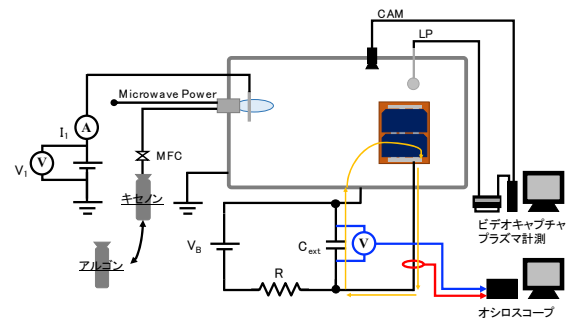 CAM
LP
Microwave Power
I1
A
V
V1
MFC
キセノン
アルゴン
VB
Cext
V
R
ビデオキャプチャ
プラズマ計測
オシロスコープ